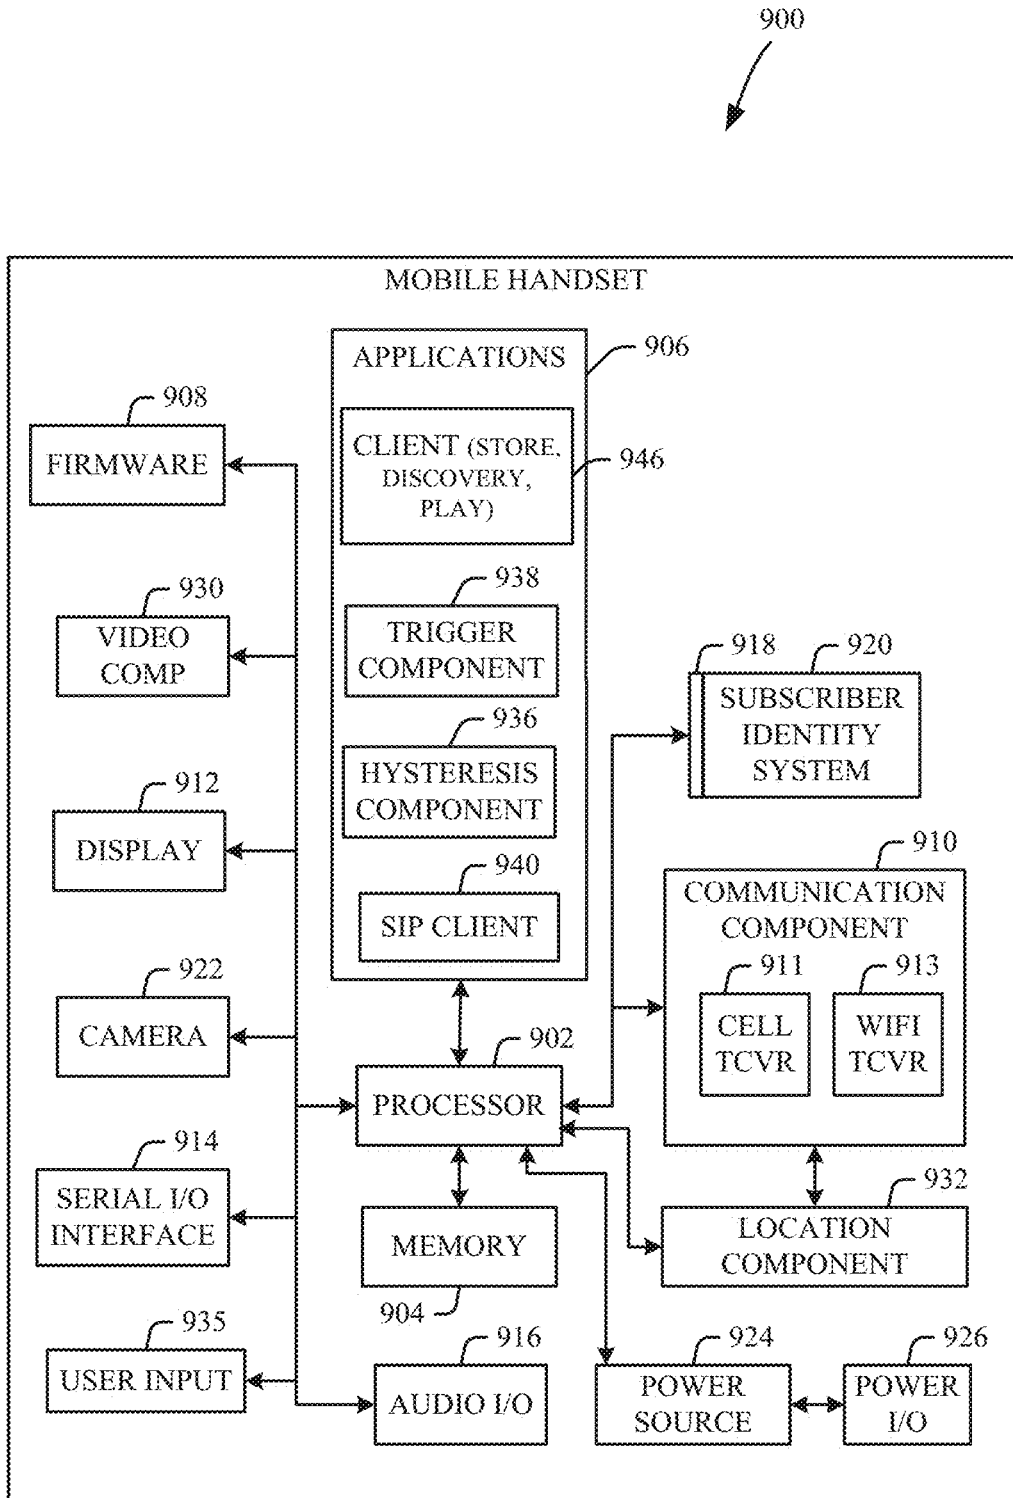 900
MOBILE HANDSET
APPLICATIONS
906
CLIENT (STORE,
DISCOVERY,
PLAY)
946
938
TRIGGER
COMPONENT
936
HYSTERESIS
COMPONENT
940
SIP CLIENT
908
FIRMWARE
930
VIDEO
COMP
912
DISPLAY
922
CAMERA
914
SERIAL I/O
INTERFACE
935
USER INPUT
902
PROCESSOR
MEMORY
904
916
AUDIO I/O
918
920
SUBSCRIBER
IDENTITY
SYSTEM
910
COMMUNICATION
COMPONENT
911
CELL
TCVR
913
WIFI
TCVR
932
LOCATION
COMPONENT
924
POWER
SOURCE
926
POWER
I/O